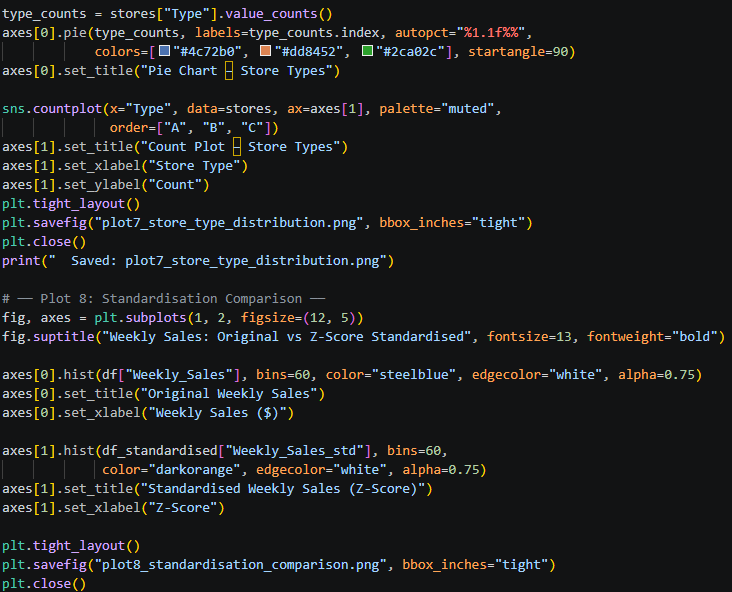 type_counts = stores["Type"].value_counts()
axes[0].pie(type_counts, labels=type_counts.index, autopct="%1.1f%%",
            colors=["#4c72b0", "#dd8452", "#2ca02c"], startangle=90)
axes[0].set_title("Pie Chart – Store Types")

sns.countplot(x="Type", data=stores, ax=axes[1], palette="muted",
              order=["A", "B", "C"])
axes[1].set_title("Count Plot – Store Types")
axes[1].set_xlabel("Store Type")
axes[1].set_ylabel("Count")
plt.tight_layout()
plt.savefig("plot7_store_type_distribution.png", bbox_inches="tight")
plt.close()
print("  Saved: plot7_store_type_distribution.png")

# ── Plot 8: Standardisation Comparison ──
fig, axes = plt.subplots(1, 2, figsize=(12, 5))
fig.suptitle("Weekly Sales: Original vs Z-Score Standardised", fontsize=13, fontweight="bold")

axes[0].hist(df["Weekly_Sales"], bins=60, color="steelblue", edgecolor="white", alpha=0.75)
axes[0].set_title("Original Weekly Sales")
axes[0].set_xlabel("Weekly Sales ($)")

axes[1].hist(df_standardised["Weekly_Sales_std"], bins=60,
             color="darkorange", edgecolor="white", alpha=0.75)
axes[1].set_title("Standardised Weekly Sales (Z-Score)")
axes[1].set_xlabel("Z-Score")

plt.tight_layout()
plt.savefig("plot8_standardisation_comparison.png", bbox_inches="tight")
plt.close()